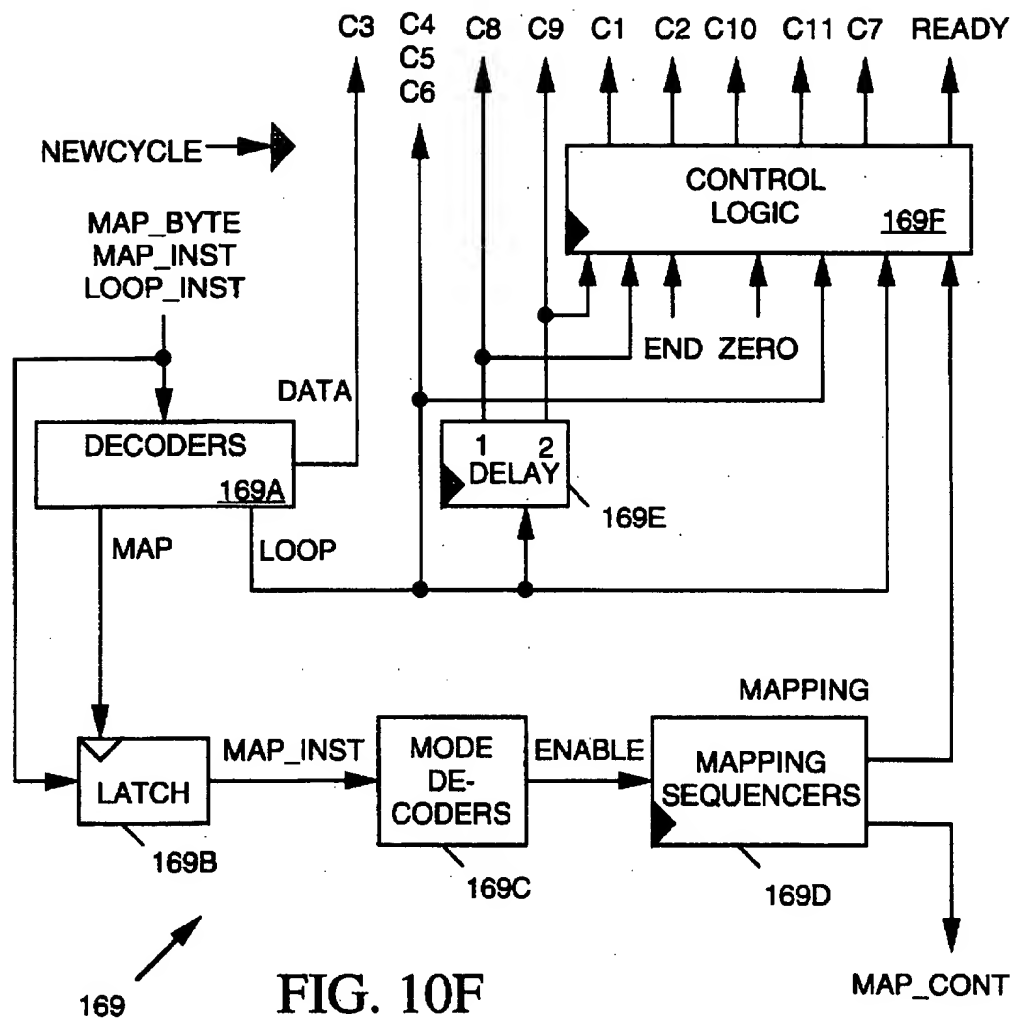 C3 C4 C8 C9 C1 C2 C10 C11 C7 READY
C5
C6
NEWCYCLE
MAP_BYTE
MAP_INST
LOOP_INST
CONTROL
LOGIC
169F
END ZERO
DATA
DECODERS
169A
1 2
DELAY
169E
MAP
LOOP
MAPPING
LATCH
169B
MAP_INST
MODE
DE-
CODERS
169C
ENABLE
MAPPING
SEQUENCERS
169D
MAP_CONT
169
FIG. 10F